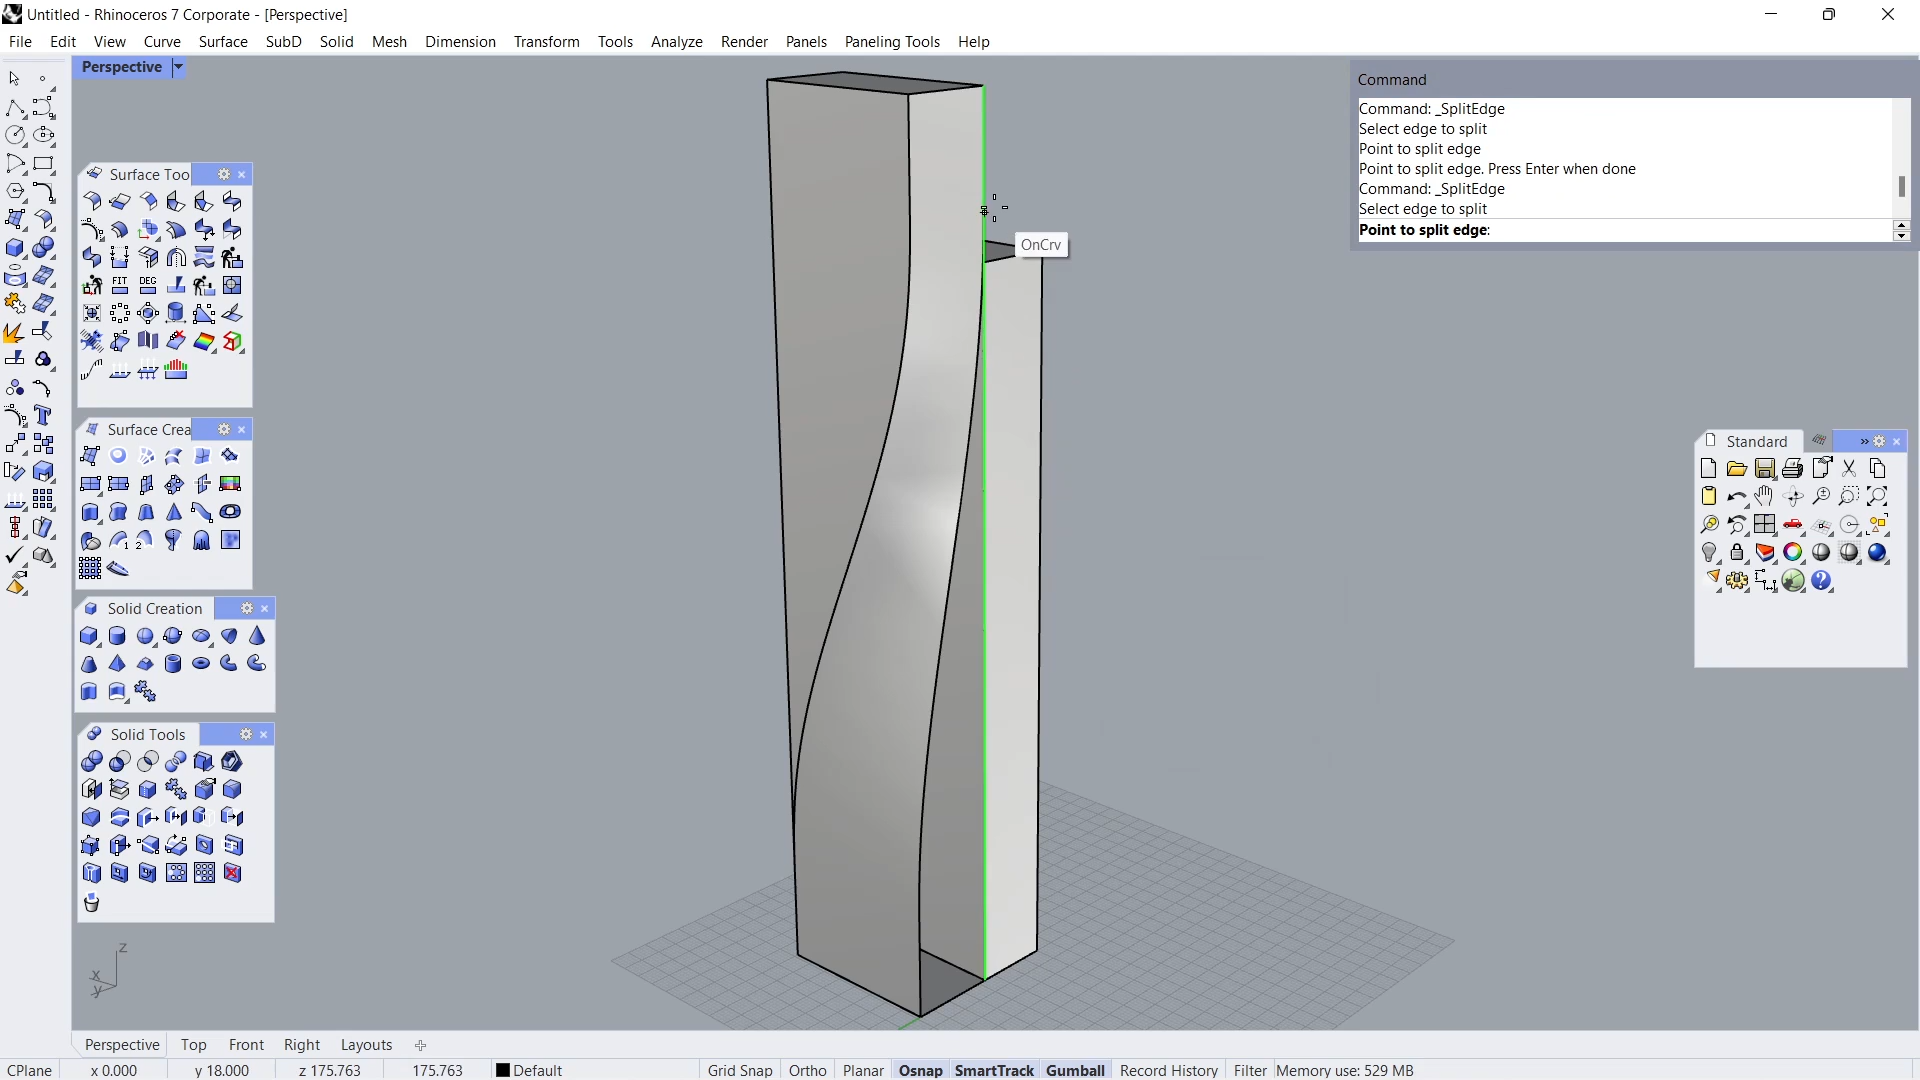 Untitled - Rhinoceros 7 Corporate - [Perspective]
File Edit View Curve Surface SubD Solid Mesh Dimension Transform Tools Analyze Render Panels Paneling Tools Help
Perspective
Command
Command: _SplitEdge
Select edge to split
Point to split edge
Point to split edge. Press Enter when done
Command: _SplitEdge
Select edge to split
Point to split edge:
Surface Too
FIT DEG
OnCrv
Surface Crea
1 2
Standard
Solid Creation
Solid Tools
z
x
y
Perspective Top Front Right Layouts
CPlane x 0.000 y 18.000 z 175.763 175.763 Default Grid Snap Ortho Planar Osnap SmartTrack Gumball Record History Filter Memory use: 529 MB